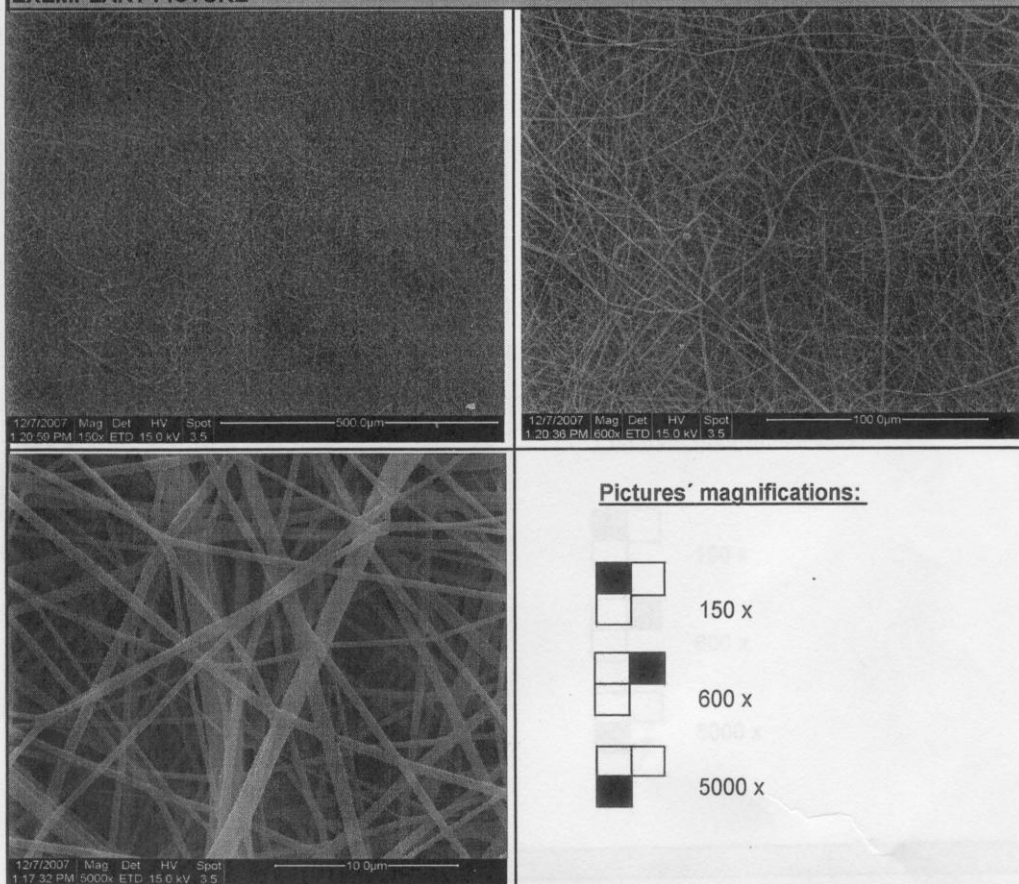 EXEMPLARY PICTURE
12/7/2007 Mag Det HV Spot 500.0µm
1:20:59 PM 150x ETD 15.0 kV 3.5
12/7/2007 Mag Det HV Spot 100.0µm
1:20:36 PM 600x ETD 15.0 kV 3.5
12/7/2007 Mag Det HV Spot 10.0µm
1:17:32 PM 5000x ETD 15.0 kV 3.5
Pictures´ magnifications:
150 x
600 x
5000 x